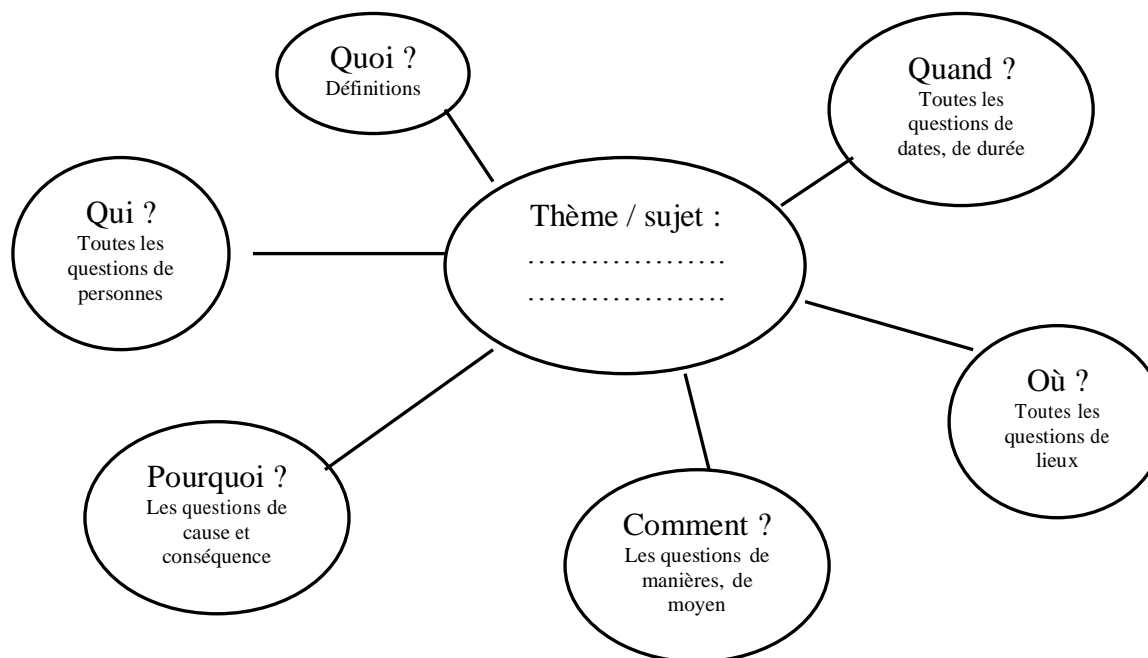 Quoi ?
Définitions
Quand ?
Toutes les
questions de
dates, de durée
Qui ?
Toutes les
questions de
personnes
Thème / sujet :
....................
....................
Où ?
Toutes les
questions de
lieux
Pourquoi ?
Les questions de
cause et
conséquence
Comment ?
Les questions de
manières, de
moyen